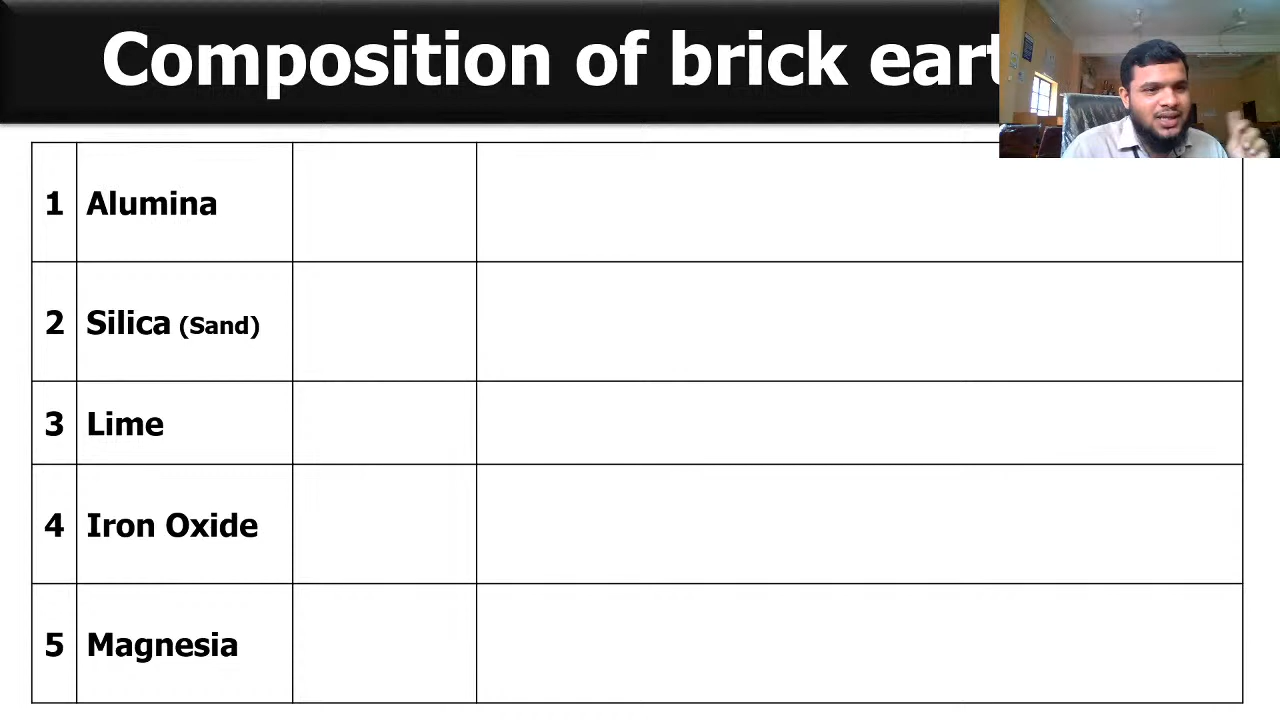 Composition of brick eart
1 Alumina
2 Silica (Sand)
3 Lime
4 Iron Oxide
5 Magnesia